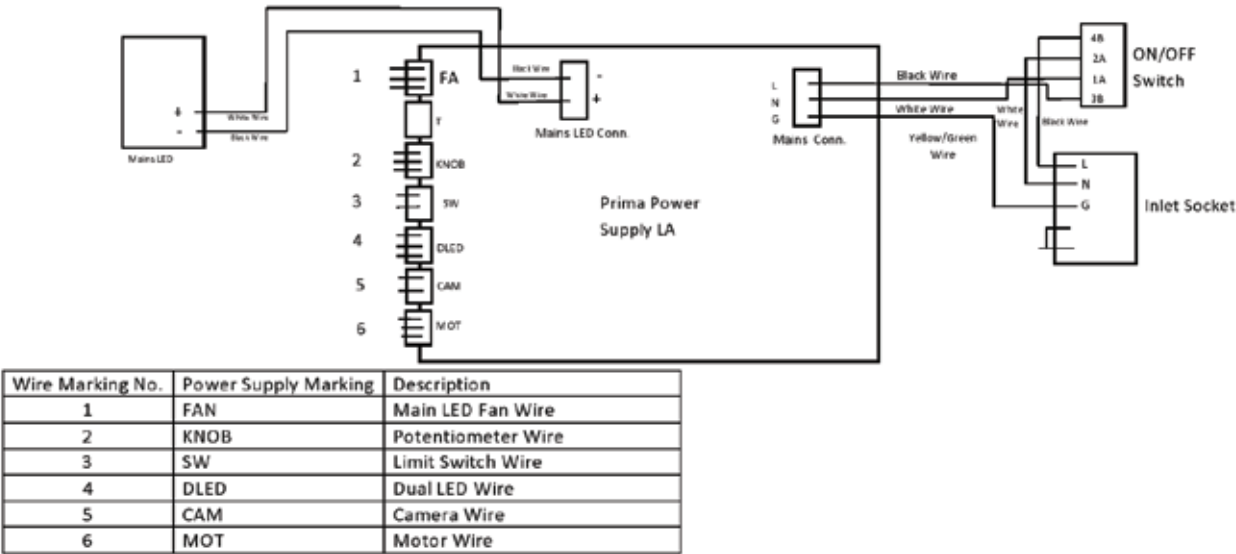 4B
2A
1A
3B
ON/OFF
Switch
1
FA
Black Wire
-
White Wire
+
Mains LED Conn.
T
2
KNOB
3
SW
4
DLED
5
CAM
6
MOT
+
White Wire
-
Black Wire
Mains LED
L
N
G
Mains Conn.
Black Wire
White Wire
Yellow/Green
Wire
White
Wire
Black Wire
L
N
G
Inlet Socket
Prima Power
Supply LA
Wire Marking No. Power Supply Marking Description
1 FAN Main LED Fan Wire
2 KNOB Potentiometer Wire
3 SW Limit Switch Wire
4 DLED Dual LED Wire
5 CAM Camera Wire
6 MOT Motor Wire